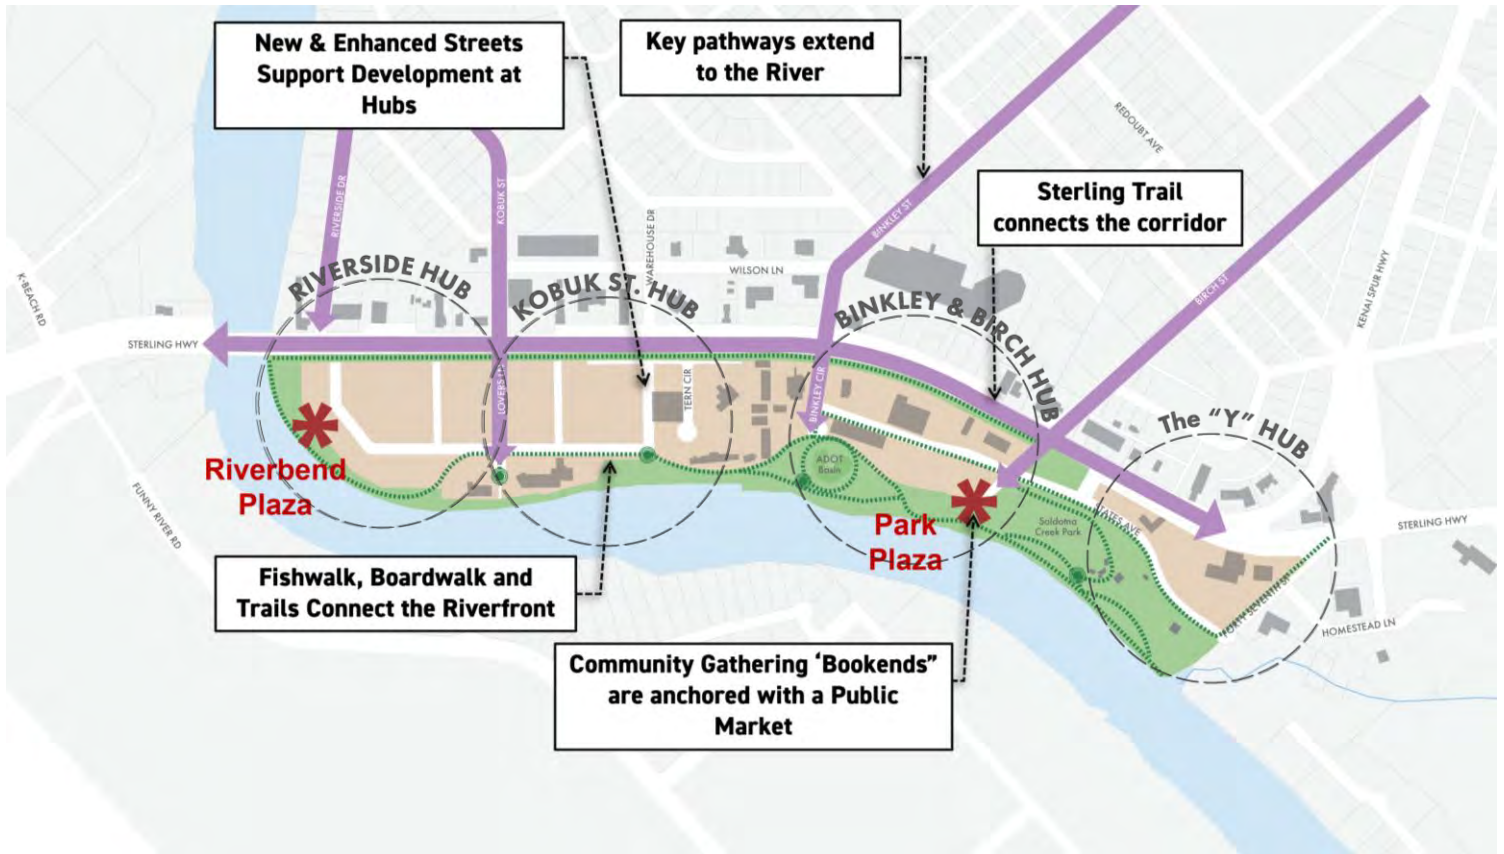 New & Enhanced Streets
Support Development at
Hubs
Key pathways extend
to the River
Sterling Trail
connects the corridor
REDOUBT AVE
RIVERSIDE DR
KOBUK ST
WAREHOUSE DR
BINKLEY ST
BIRCH ST
KENAI SPUR HWY
K-BEACH RD
WILSON LN
RIVERSIDE HUB
KOBUK ST. HUB
BINKLEY & BIRCH HUB
The “Y” HUB
STERLING HWY
LOVERS
TERN CIR
BINKLEY CIR
ADOT
Basin
Riverbend
Plaza
FUNNY RIVER RD
Park
Plaza
Soldotna
Creek Park
STATES AVE
STERLING HWY
HOMESTEAD LN
Fishwalk, Boardwalk and
Trails Connect the Riverfront
Community Gathering ‘Bookends”
are anchored with a Public
Market